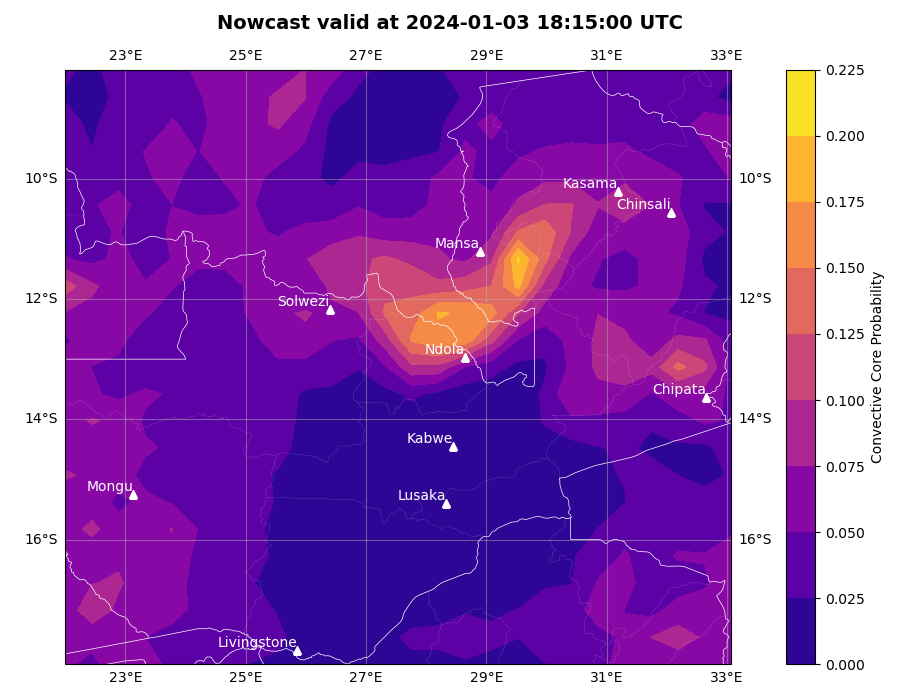 Nowcast valid at 2024-01-03 18:15:00 UTC
23°E 25°E 27°E 29°E 31°E 33°E
0.225
0.200
10°S Kasama 10°S
Chinsali
0.175
Mansa
0.150
12°S Solwezi 12°S
0.125
Ndola
Chipata
0.100
14°S 14°S
Kabwe
0.075
Mongu Lusaka
0.050
16°S 16°S
0.025
Livingstone
0.000
23°E 25°E 27°E 29°E 31°E 33°E
Convective Core Probability